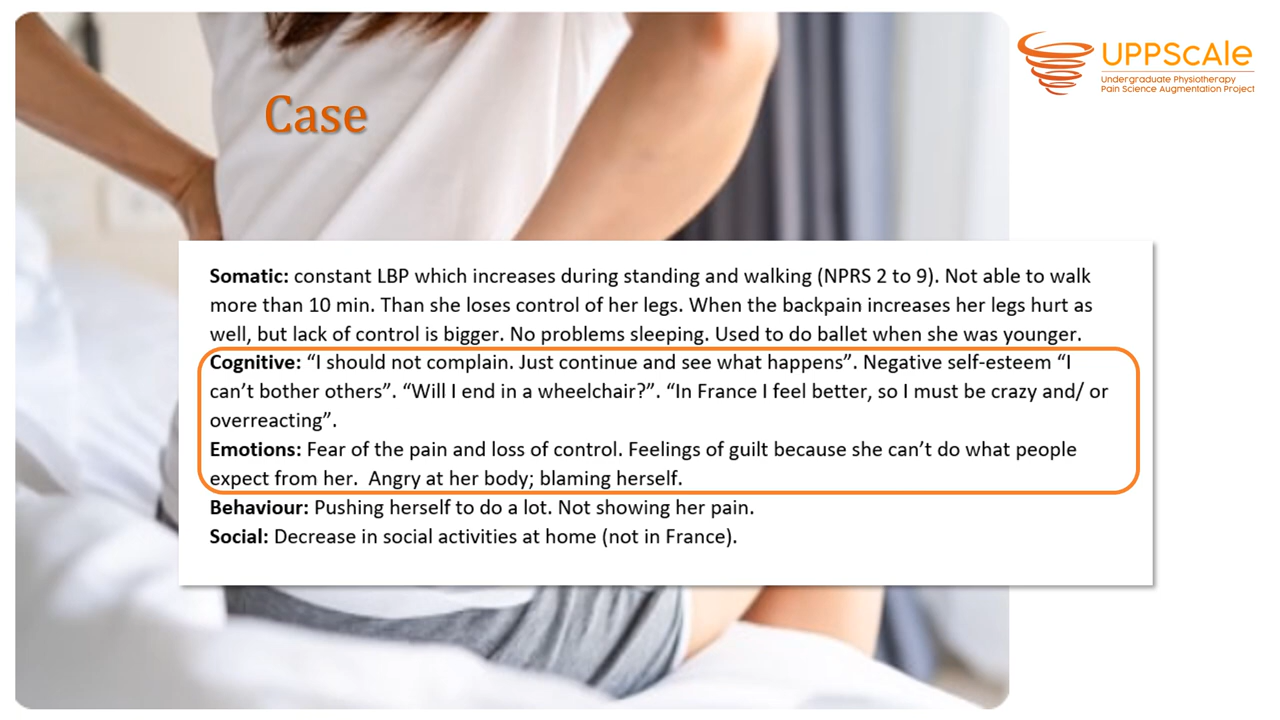 Case
UPPScale
Undergraduate Physiotherapy
Pain Science Augmentation Project
Somatic: constant LBP which increases during standing and walking (NPRS 2 to 9). Not able to walk
more than 10 min. Than she loses control of her legs. When the backpain increases her legs hurt as
well, but lack of control is bigger. No problems sleeping. Used to do ballet when she was younger.
Cognitive: “I should not complain. Just continue and see what happens”. Negative self-esteem “I
can’t bother others”. “Will I end in a wheelchair?”. “In France I feel better, so I must be crazy and/ or
overreacting”.
Emotions: Fear of the pain and loss of control. Feelings of guilt because she can’t do what people
expect from her.  Angry at her body; blaming herself.
Behaviour: Pushing herself to do a lot. Not showing her pain.
Social: Decrease in social activities at home (not in France).